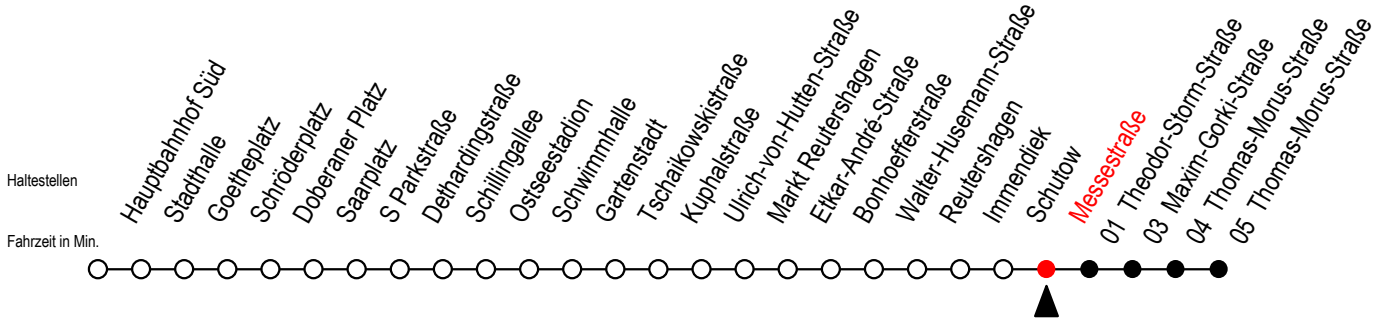 Haltestellen
Fahrzeit in Min.
Hauptbahnhof Süd
Stadthalle
Goetheplatz
Schröderplatz
Doberaner Platz
Saarplatz
S Parkstraße
Dethardingstraße
Schillingallee
Ostseestadion
Schwimmhalle
Gartenstadt
Tschaikowskistraße
Kuphalstraße
Ulrich-von-Hutten-Straße
Markt Reutershagen
Etkar-André-Straße
Bonhoefferstraße
Walter-Husemann-Straße
Reutershagen
Immendiek
Schutow
Messestraße
01 Theodor-Storm-Straße
03 Maxim-Gorki-Straße
04 Thomas-Morus-Straße
05 Thomas-Morus-Straße